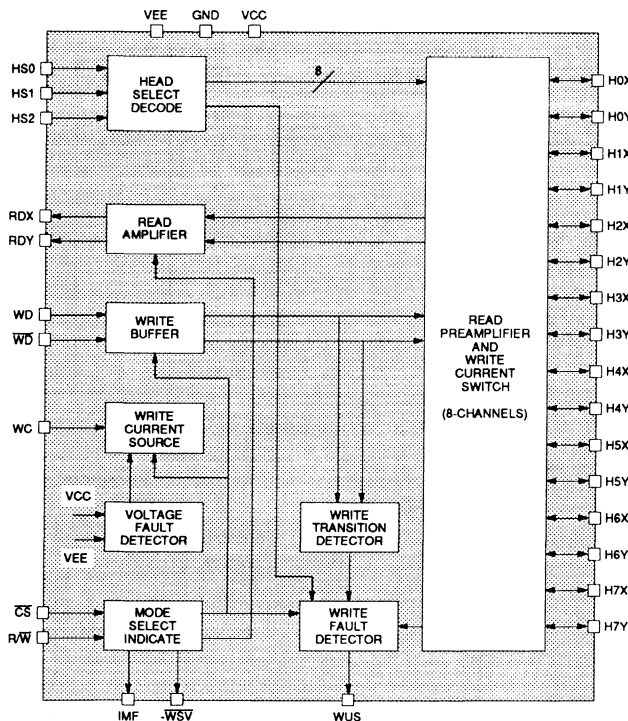 VEE GND VCC
HS0
HS1
HS2
HEAD
SELECT
DECODE
8
H0X
H0Y
H1X
H1Y
RDX
RDY
READ
AMPLIFIER
H2X
H2Y
WD
W̅D̅
WRITE
BUFFER
H3X
H3Y
READ
PREAMPLIFIER
AND
WRITE
CURRENT
SWITCH
(8-CHANNELS)
H4X
H4Y
WC
WRITE
CURRENT
SOURCE
H5X
H5Y
VCC
VEE
VOLTAGE
FAULT
DETECTOR
WRITE
TRANSITION
DETECTOR
H6X
H6Y
C̅S̅
R/W̅
MODE
SELECT
INDICATE
WRITE
FAULT
DETECTOR
H7X
H7Y
IMF
-W̅S̅V̅
WUS